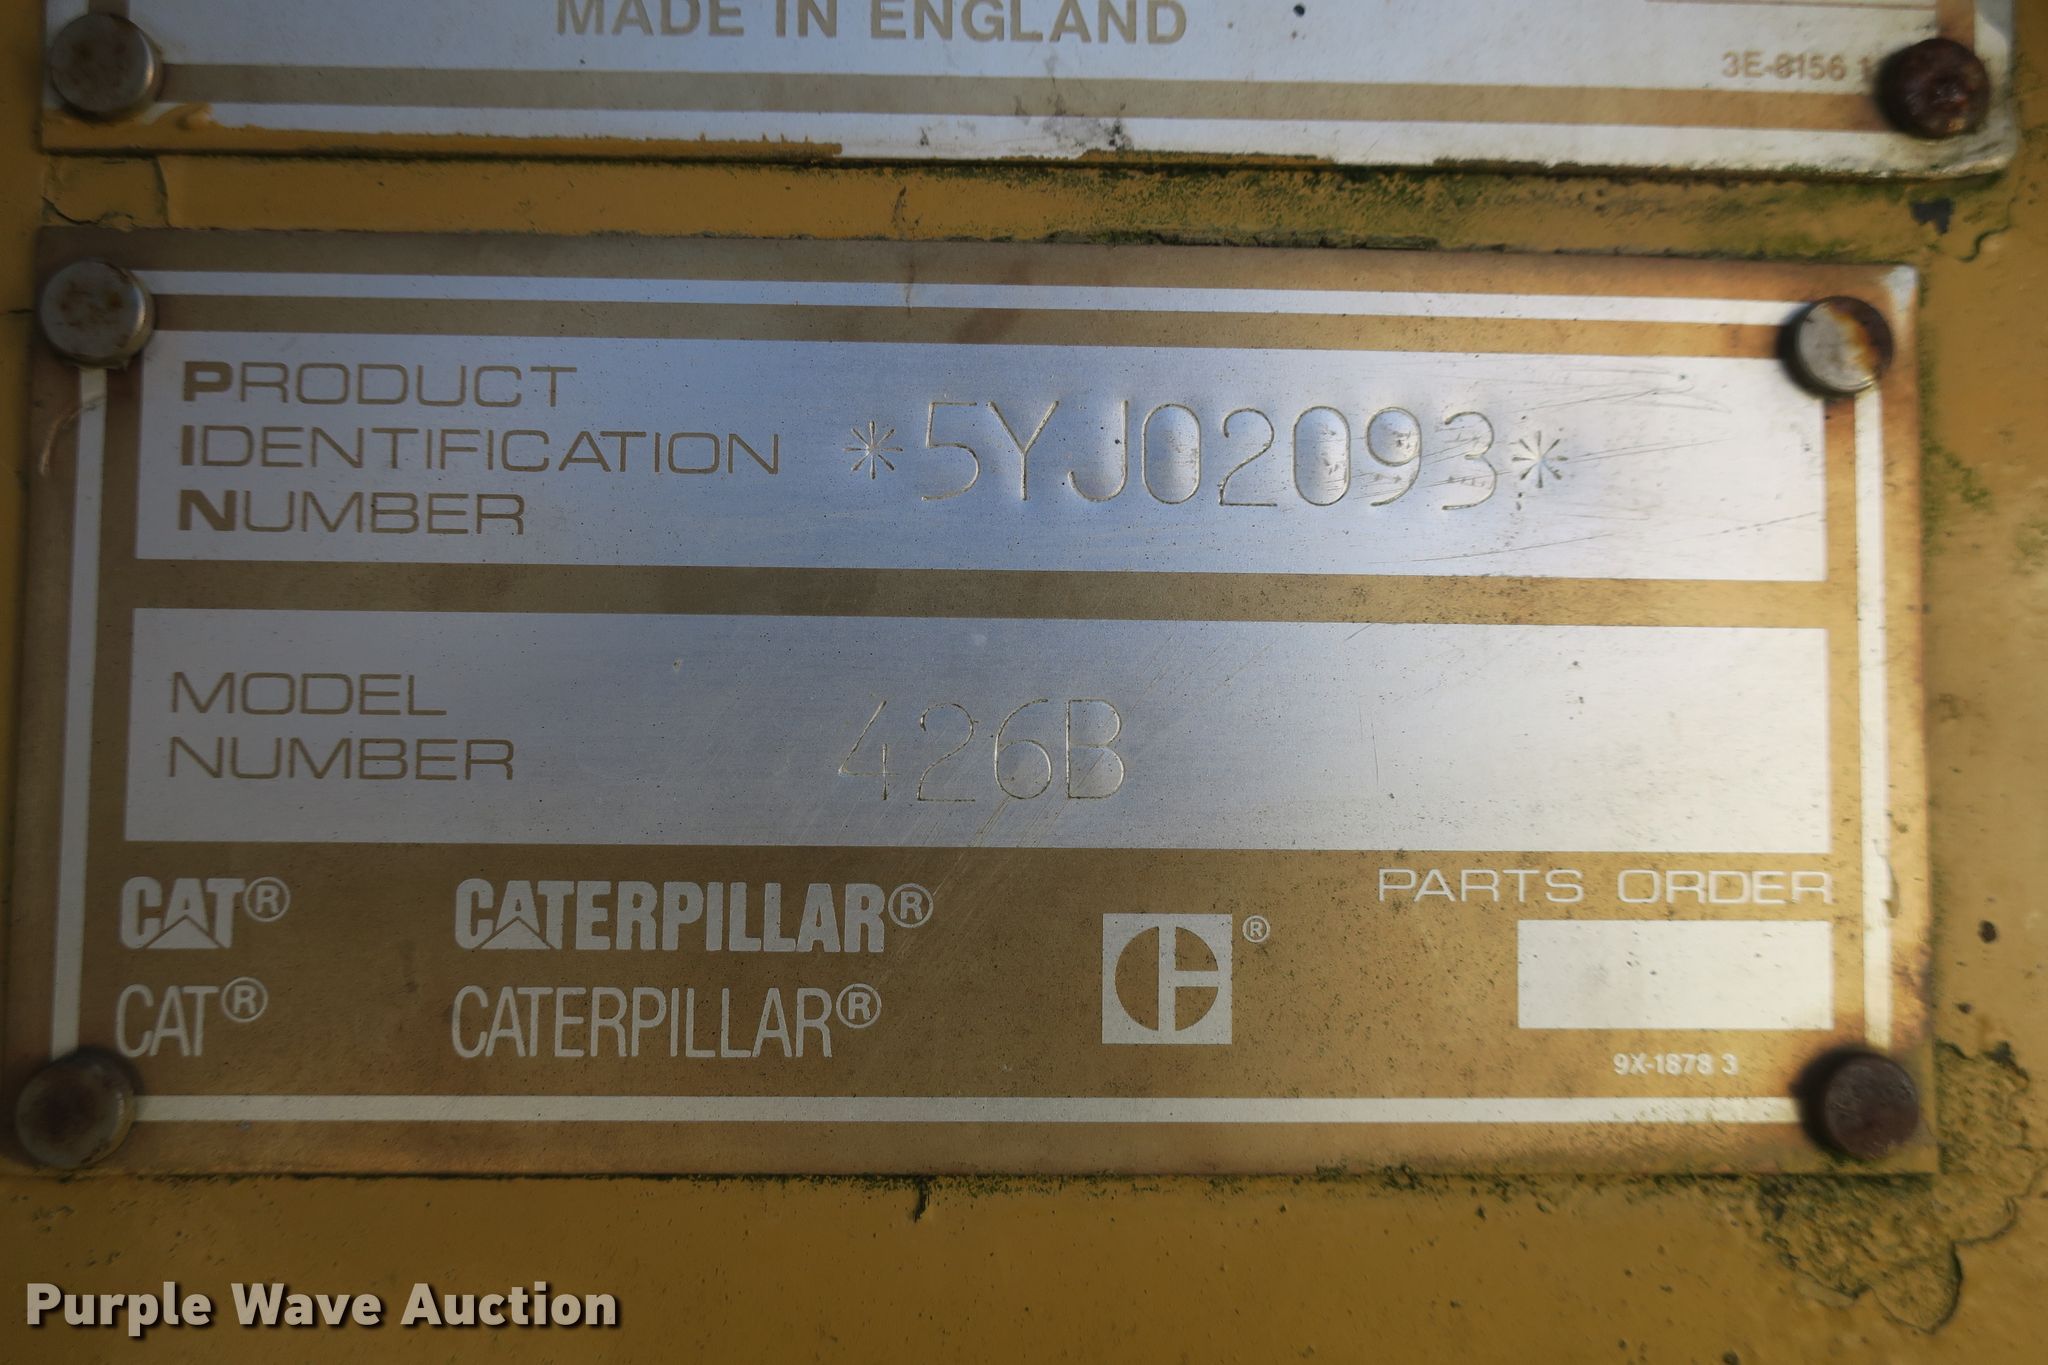 MADE IN ENGLAND
3E-8156
PRODUCT
IDENTIFICATION
NUMBER
*5YJ02093*
MODEL
NUMBER
426B
CAT® CATERPILLAR® ®
CAT® CATERPILLAR®
PARTS ORDER
9X-1878 3
Purple Wave Auction